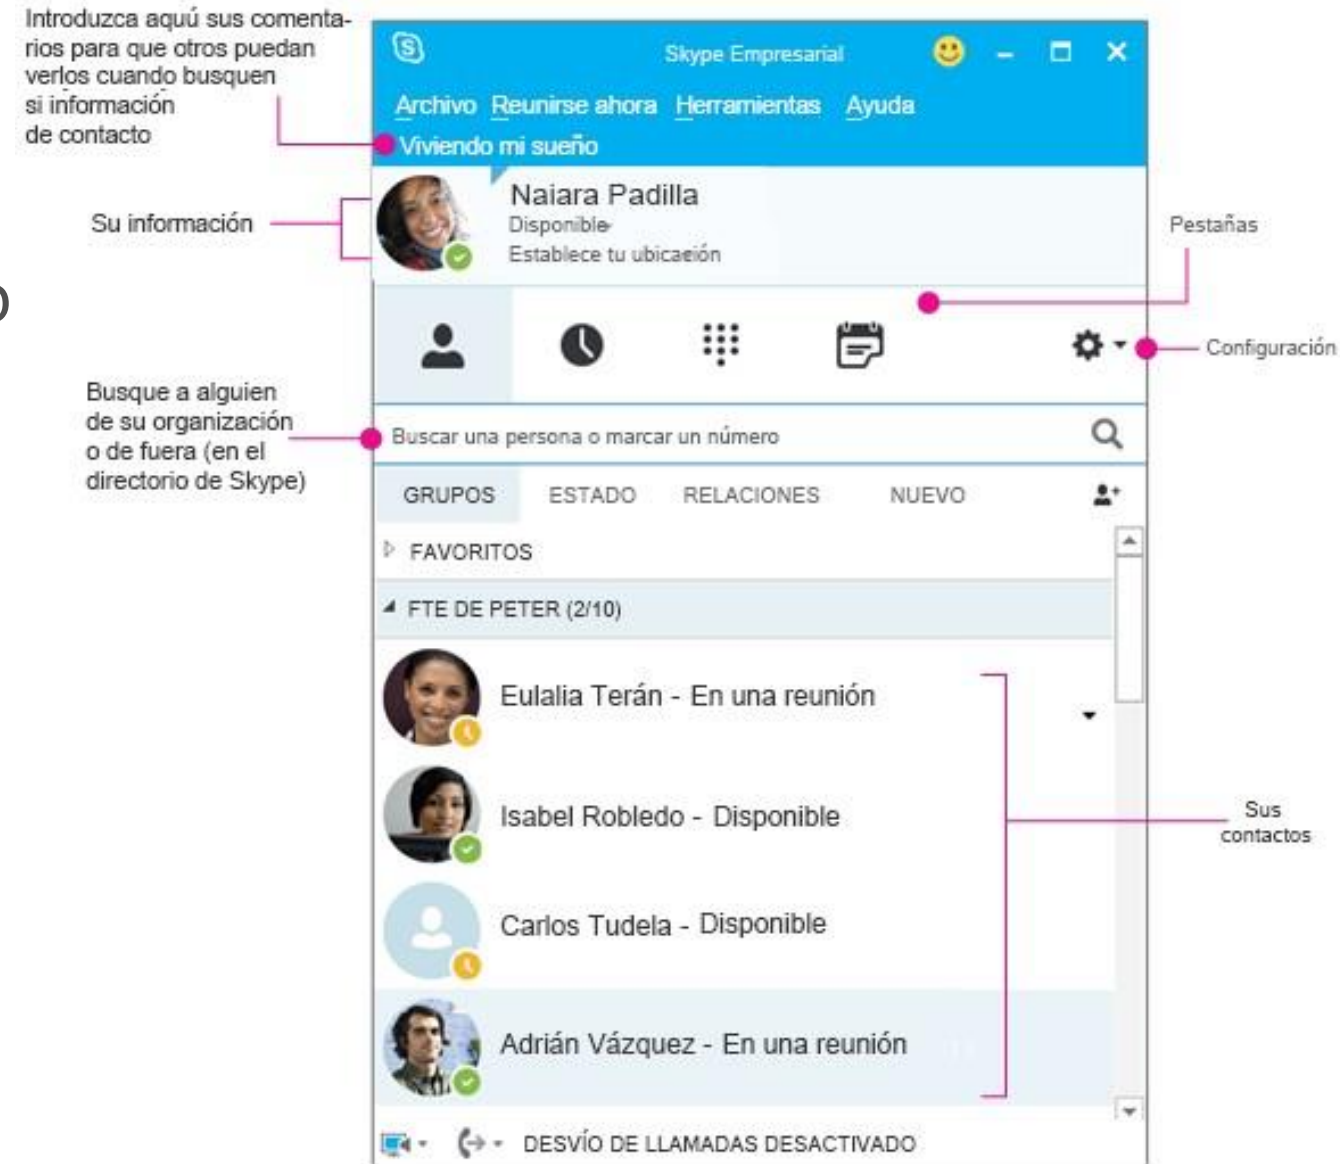 Introduzca aquú sus comenta-
rios para que otros puedan
verlos cuando busquen
si información
de contacto
Skype Empresarial
Archivo Reunirse ahora Herramientas Ayuda
Viviendo mi sueño
Su información
Naiara Padilla
Disponible
Establece tu ubicación
Pestañas
Configuración
Busque a alguien
de su organización
o de fuera (en el
directorio de Skype)
Buscar una persona o marcar un número
GRUPOS ESTADO RELACIONES NUEVO
FAVORITOS
FTE DE PETER (2/10)
Eulalia Terán - En una reunión
Isabel Robledo - Disponible
Sus
contactos
Carlos Tudela - Disponible
Adrián Vázquez - En una reunión
DESVÍO DE LLAMADAS DESACTIVADO